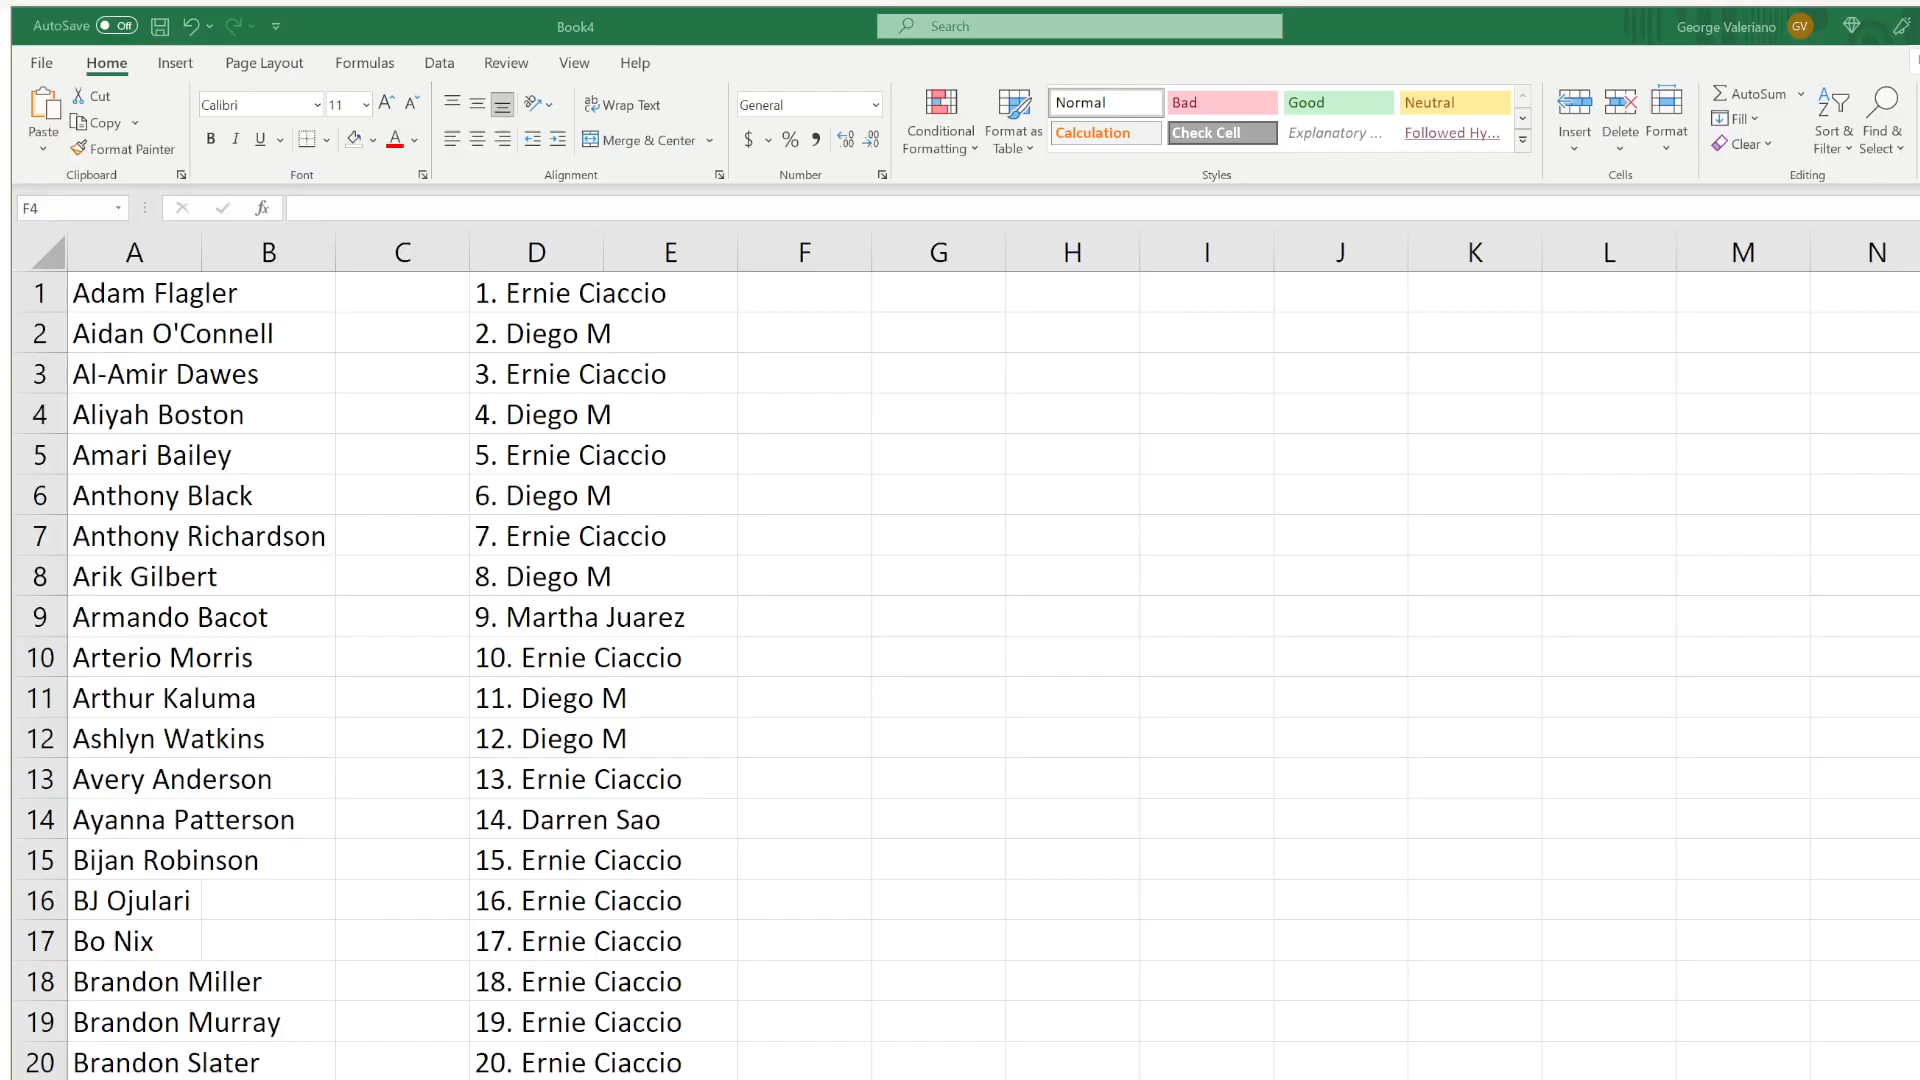 AutoSave Off Book4 Search George Valeriano GV
File Home Insert Page Layout Formulas Data Review View Help
Paste Cut Copy Format Painter Clipboard
Calibri 11 B I U Font
Wrap Text Merge & Center Alignment
General $ % Number
Conditional Formatting Format as Table
Normal Bad Good Neutral
Calculation Check Cell Explanatory ... Followed Hy...
Styles
Insert Delete Format Cells
AutoSum Fill Clear Sort & Filter Find & Select Editing
F4 fx
A B C D E F G H I J K L M N
1 Adam Flagler 1. Ernie Ciaccio
2 Aidan O'Connell 2. Diego M
3 Al-Amir Dawes 3. Ernie Ciaccio
4 Aliyah Boston 4. Diego M
5 Amari Bailey 5. Ernie Ciaccio
6 Anthony Black 6. Diego M
7 Anthony Richardson 7. Ernie Ciaccio
8 Arik Gilbert 8. Diego M
9 Armando Bacot 9. Martha Juarez
10 Arterio Morris 10. Ernie Ciaccio
11 Arthur Kaluma 11. Diego M
12 Ashlyn Watkins 12. Diego M
13 Avery Anderson 13. Ernie Ciaccio
14 Ayanna Patterson 14. Darren Sao
15 Bijan Robinson 15. Ernie Ciaccio
16 BJ Ojulari 16. Ernie Ciaccio
17 Bo Nix 17. Ernie Ciaccio
18 Brandon Miller 18. Ernie Ciaccio
19 Brandon Murray 19. Ernie Ciaccio
20 Brandon Slater 20. Ernie Ciaccio